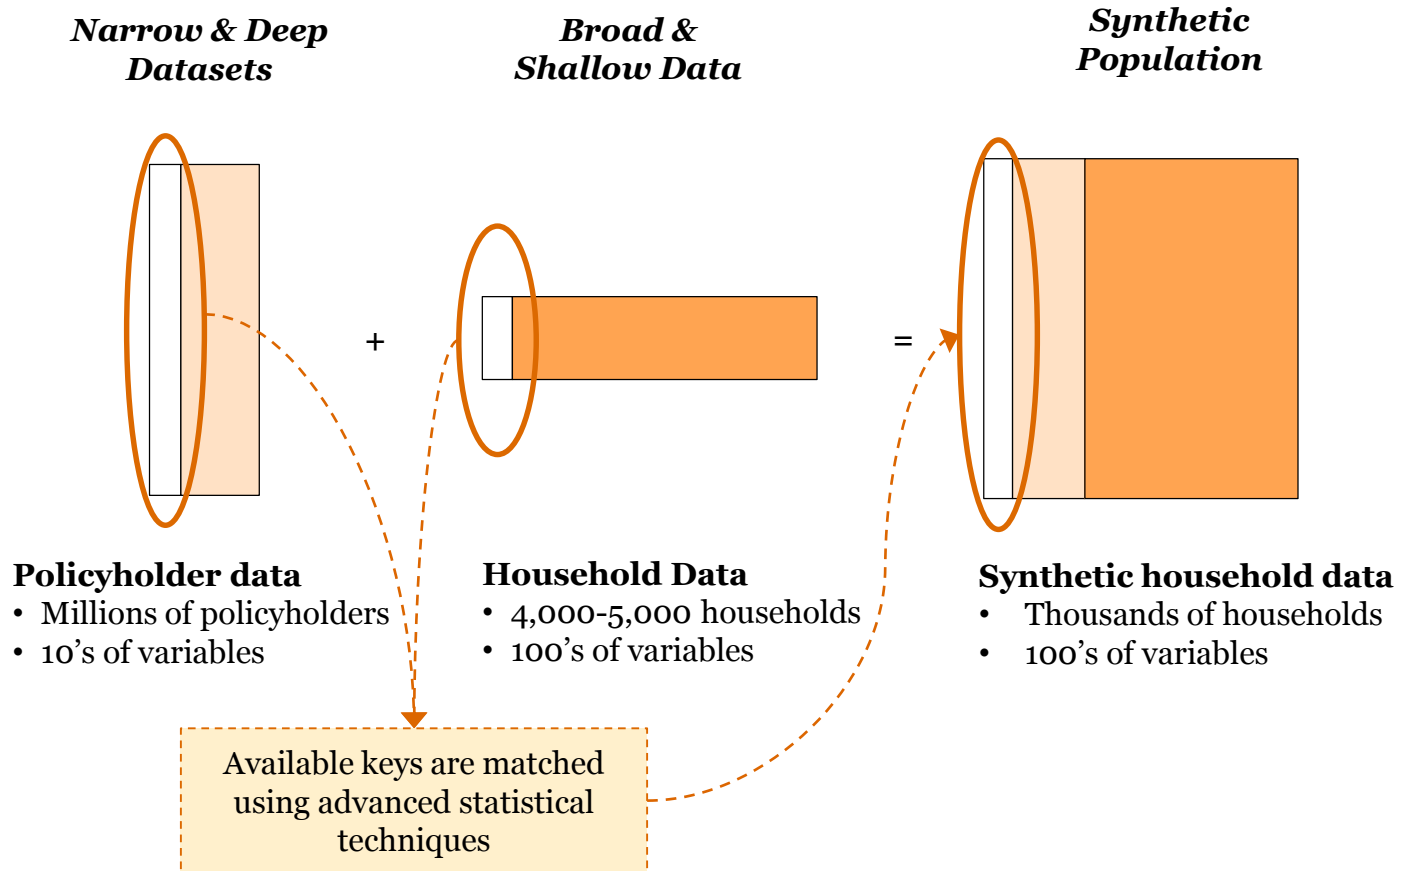 Narrow & Deep
Datasets
Broad &
Shallow Data
Synthetic
Population
+
=
Policyholder data
• Millions of policyholders
• 10’s of variables
Household Data
• 4,000-5,000 households
• 100’s of variables
Synthetic household data
• Thousands of households
• 100’s of variables
Available keys are matched
using advanced statistical
techniques